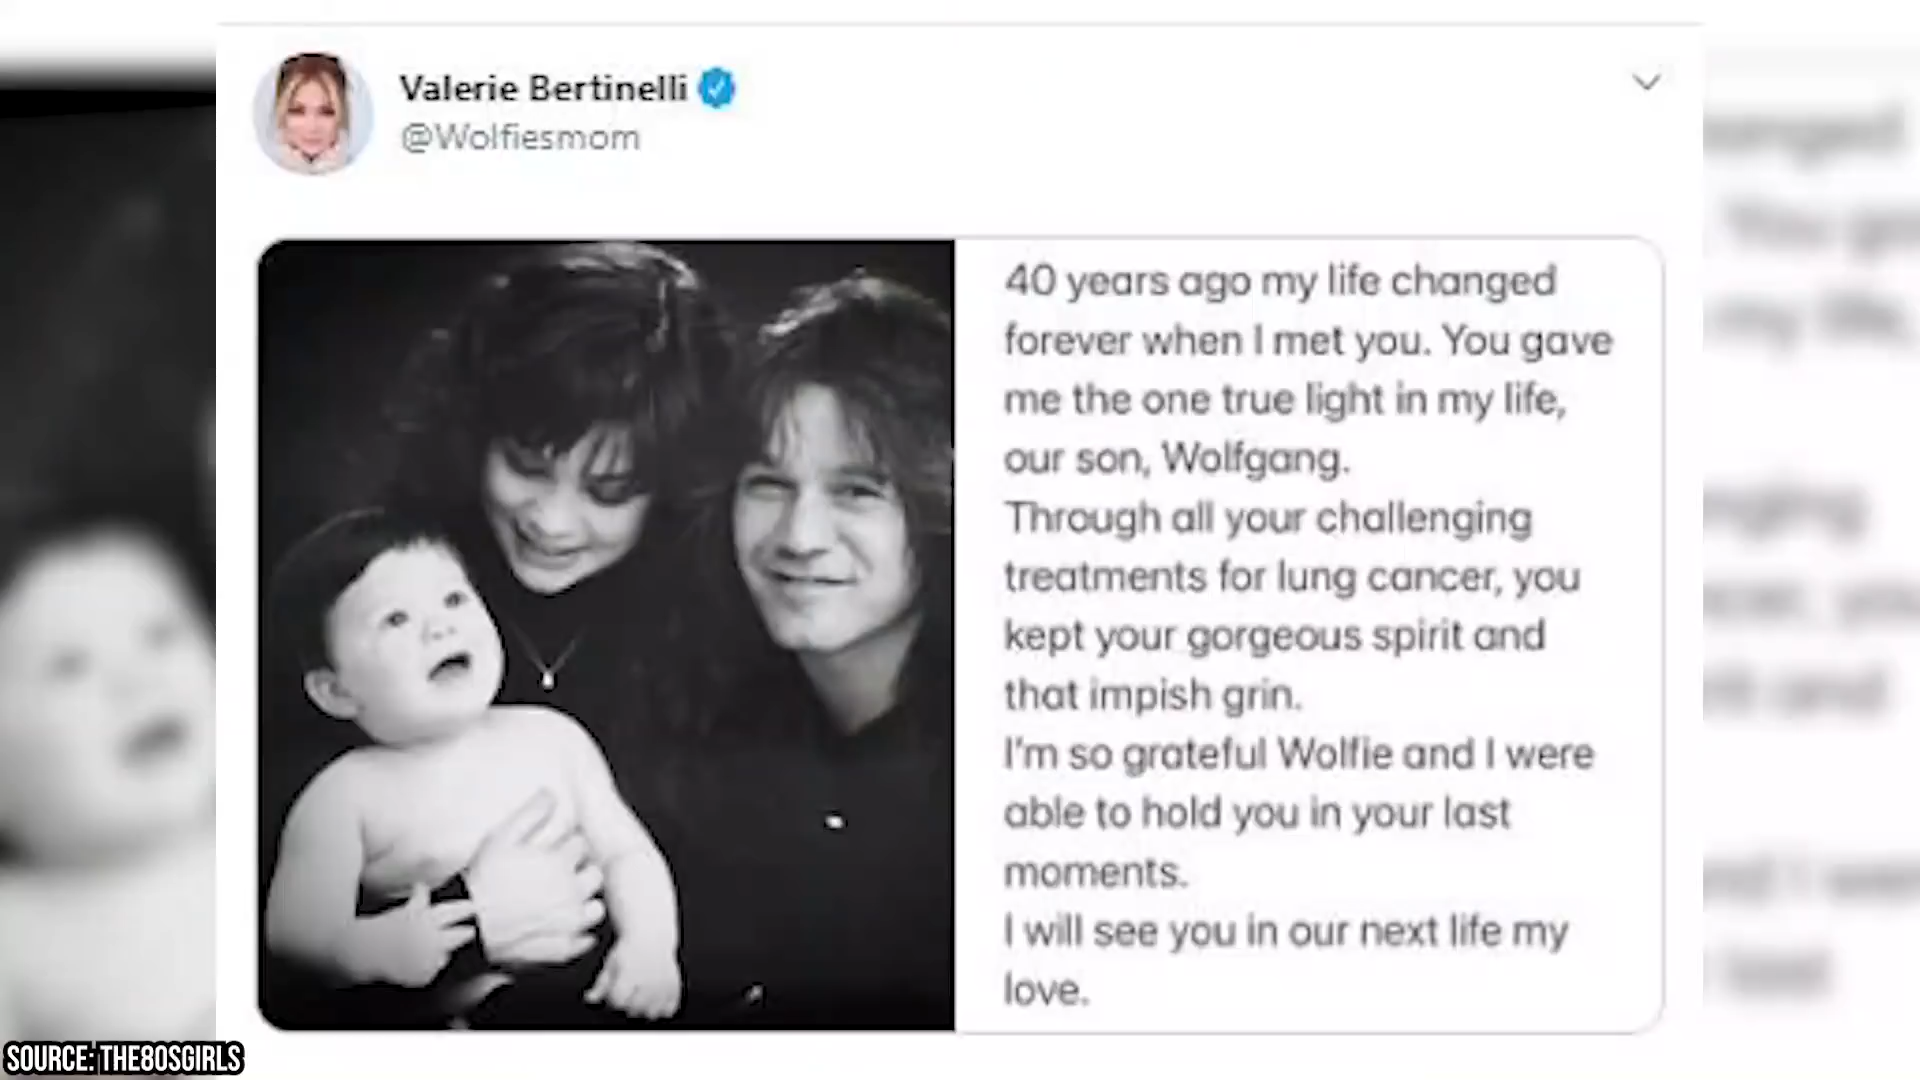 Valerie Bertinelli
@Wolfiesmom
40 years ago my life changed
forever when I met you. You gave
me the one true light in my life,
our son, Wolfgang.
Through all your challenging
treatments for lung cancer, you
kept your gorgeous spirit and
that impish grin.
I'm so grateful Wolfie and I were
able to hold you in your last
moments.
I will see you in our next life my
love.
SOURCE: THE80SGIRLS